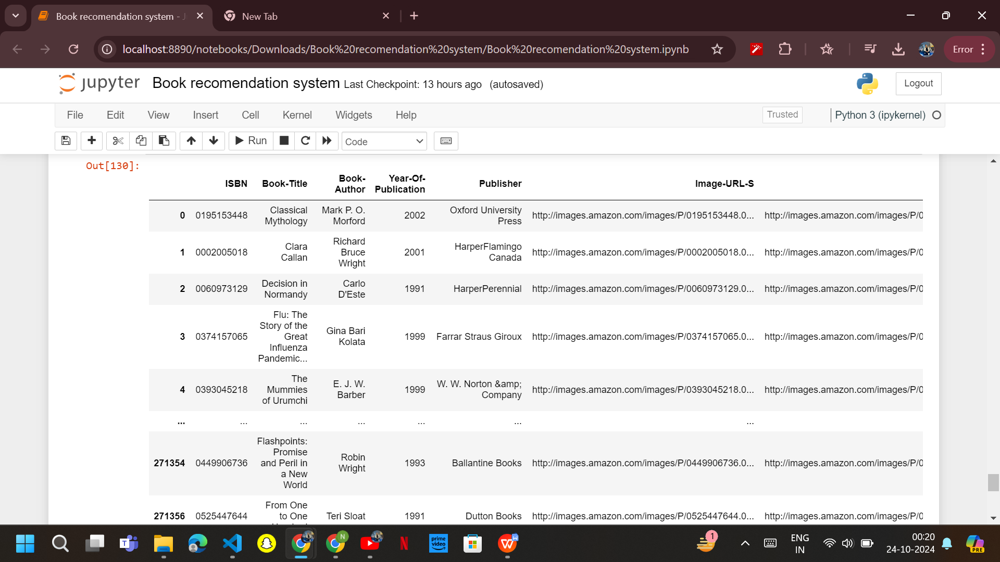 Book recomendation system - J
New Tab
localhost:8890/notebooks/Downloads/Book%20recomendation%20system/Book%20recomendation%20system.ipynb
Error
jupyter Book recomendation system Last Checkpoint: 13 hours ago (autosaved)
Logout
File Edit View Insert Cell Kernel Widgets Help
Trusted
Python 3 (ipykernel)
Run
Code
Out[130]:
ISBN Book-Title Book-Author Year-Of-Publication Publisher Image-URL-S
0 0195153448 Classical Mythology Mark P. O. Morford 2002 Oxford University Press http://images.amazon.com/images/P/0195153448.0... http://images.amazon.com/images/P/0
1 0002005018 Clara Callan Richard Bruce Wright 2001 HarperFlamingo Canada http://images.amazon.com/images/P/0002005018.0... http://images.amazon.com/images/P/0
2 0060973129 Decision in Normandy Carlo D'Este 1991 HarperPerennial http://images.amazon.com/images/P/0060973129.0... http://images.amazon.com/images/P/0
3 0374157065 Flu: The Story of the Great Influenza Pandemic... Gina Bari Kolata 1999 Farrar Straus Giroux http://images.amazon.com/images/P/0374157065.0... http://images.amazon.com/images/P/0
4 0393045218 The Mummies of Urumchi E. J. W. Barber 1999 W. W. Norton &amp; Company http://images.amazon.com/images/P/0393045218.0... http://images.amazon.com/images/P/0
... ... ... ... ... ... ...
271354 0449906736 Flashpoints: Promise and Peril in a New World Robin Wright 1993 Ballantine Books http://images.amazon.com/images/P/0449906736.0... http://images.amazon.com/images/P/0
271356 0525447644 From One to One Teri Sloat 1991 Dutton Books http://images.amazon.com/images/P/0525447644.0... http://images.amazon.com/images/P/0
T
N
N
prime video
W
1
ENG
IN
00:20
24-10-2024
PRE